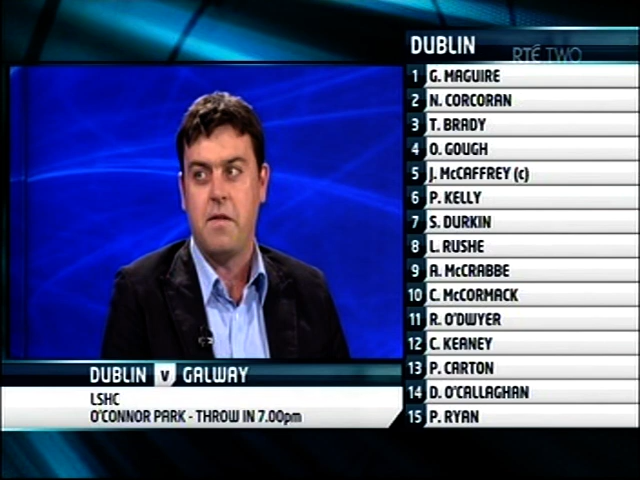 DUBLIN
RTÉ TWO
1 G. MAGUIRE
2 N. CORCORAN
3 T. BRADY
4 O. GOUGH
5 J. McCAFFREY (c)
6 P. KELLY
7 S. DURKIN
8 L. RUSHE
9 A. McCRABBE
10 C. McCORMACK
11 R. O'DWYER
12 C. KEANEY
13 P. CARTON
14 D. O'CALLAGHAN
15 P. RYAN
DUBLIN v GALWAY
LSHC
O'CONNOR PARK - THROW IN 7.00pm